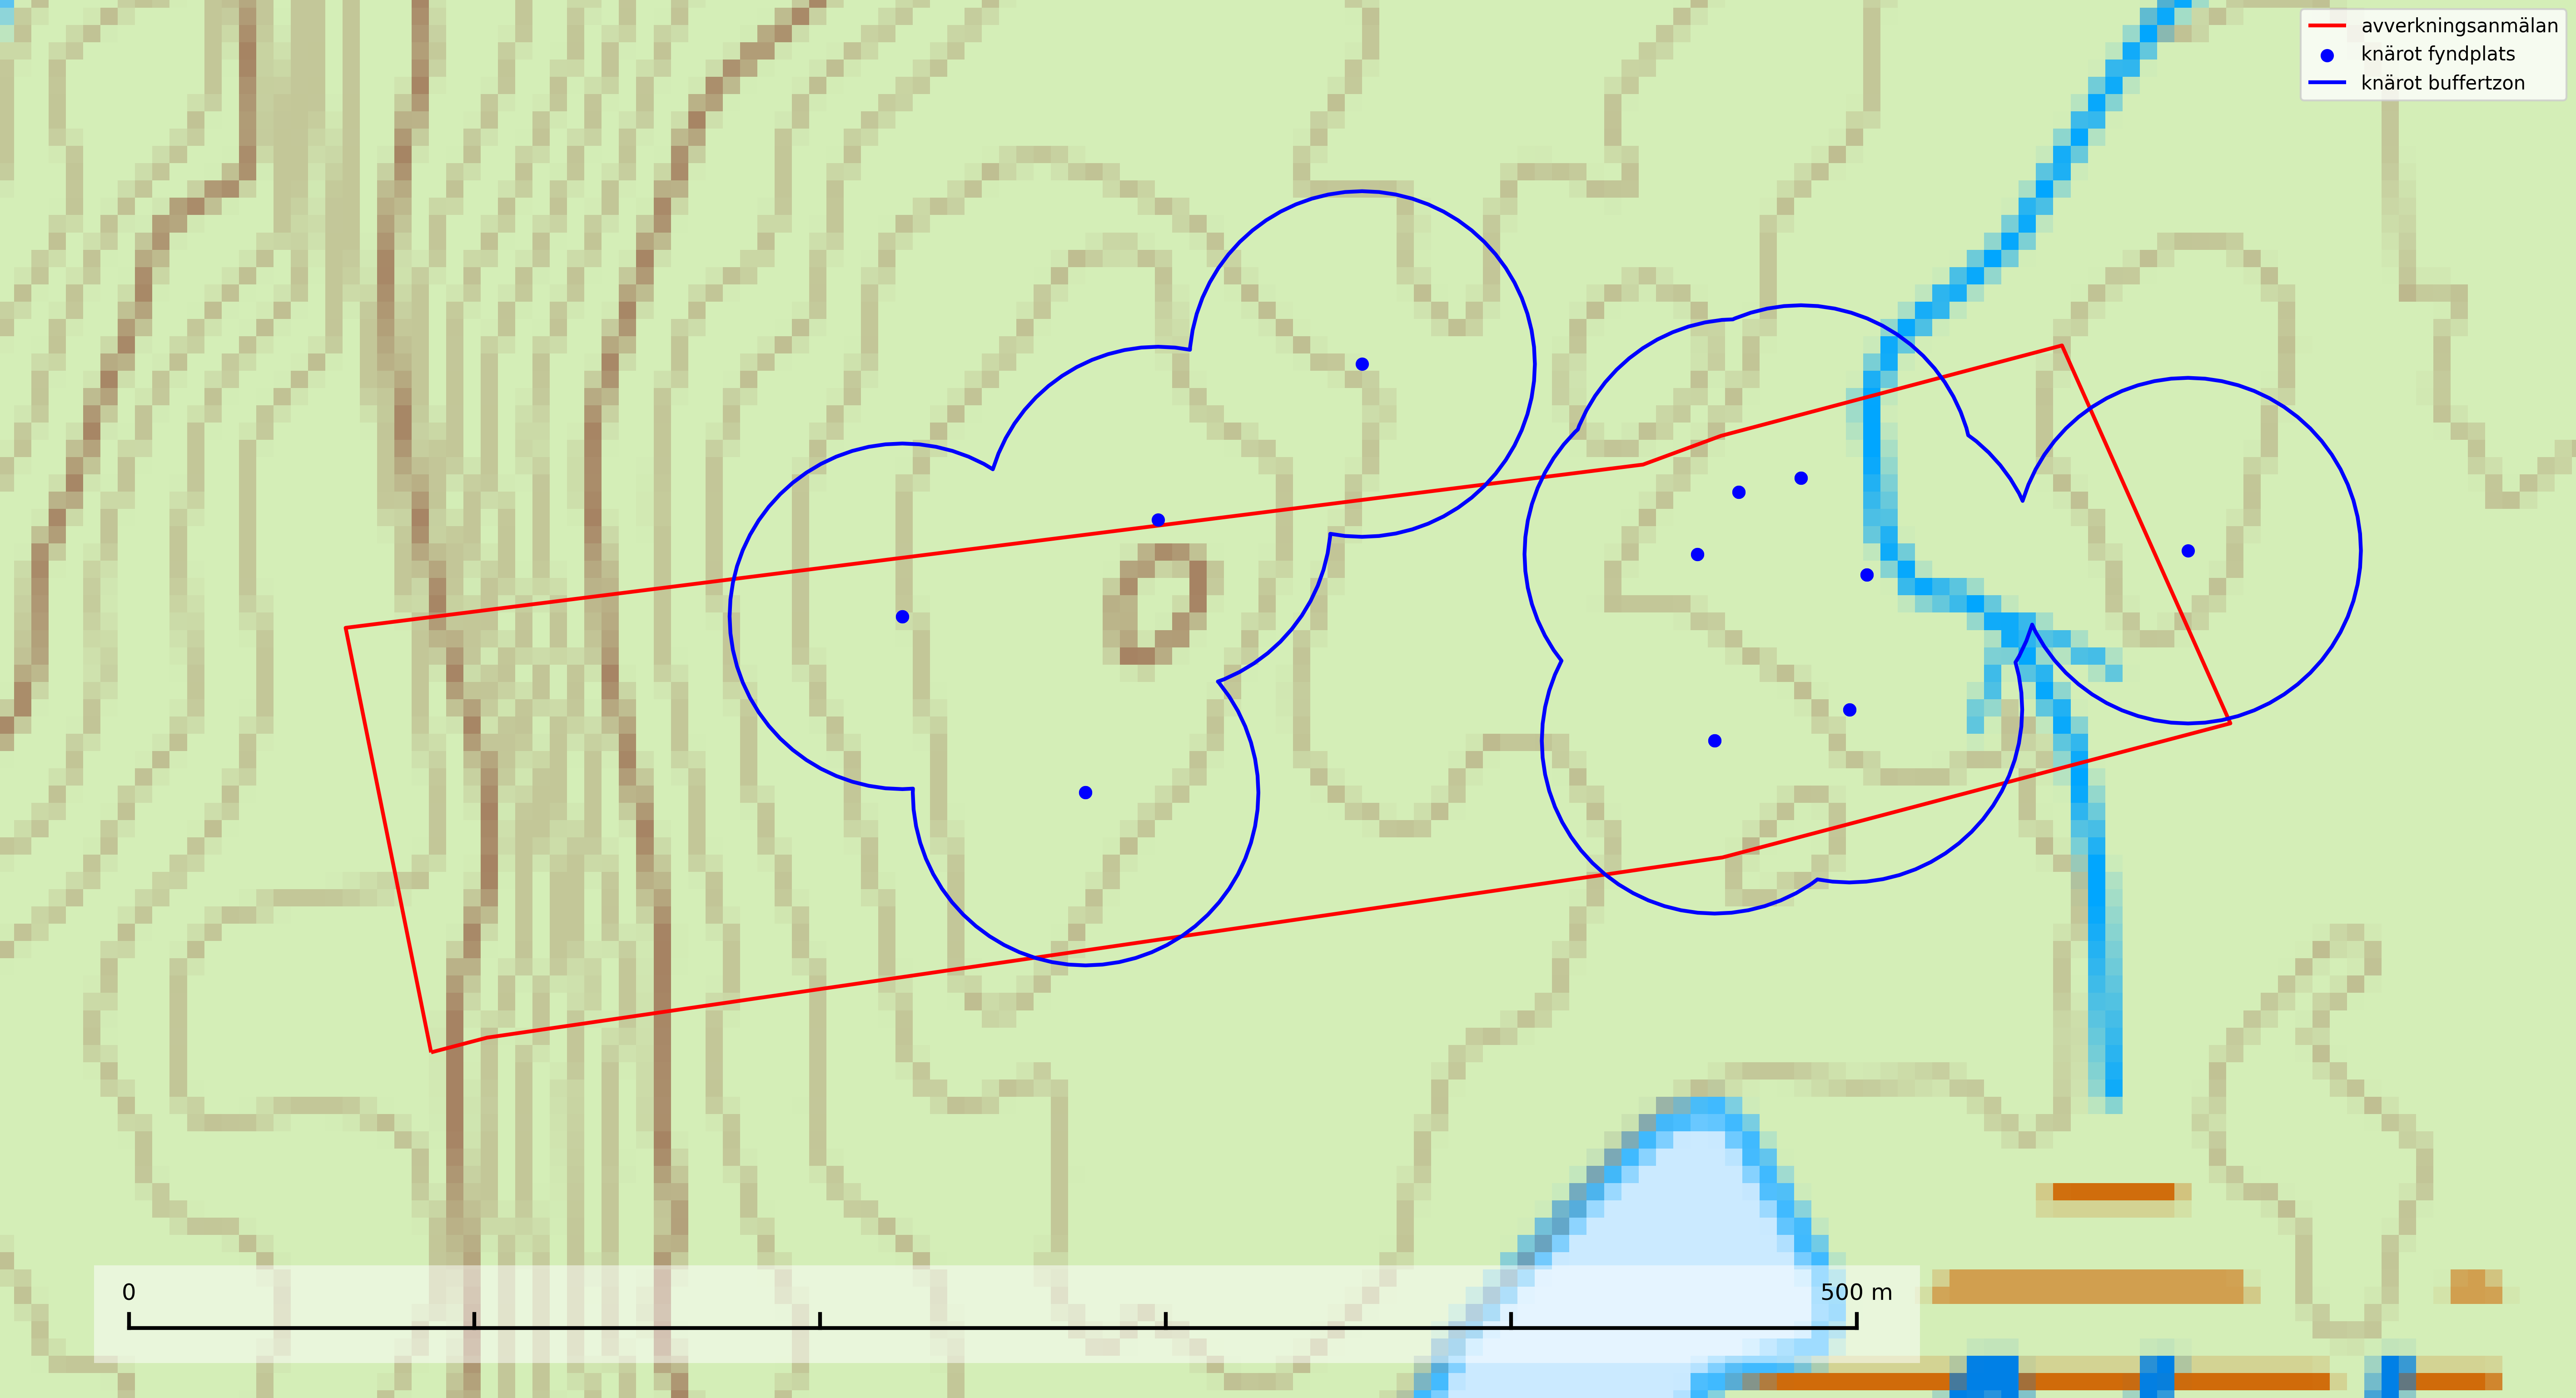 avverkningsanmälan
knärot fyndplats
knärot buffertzon
0
500 m